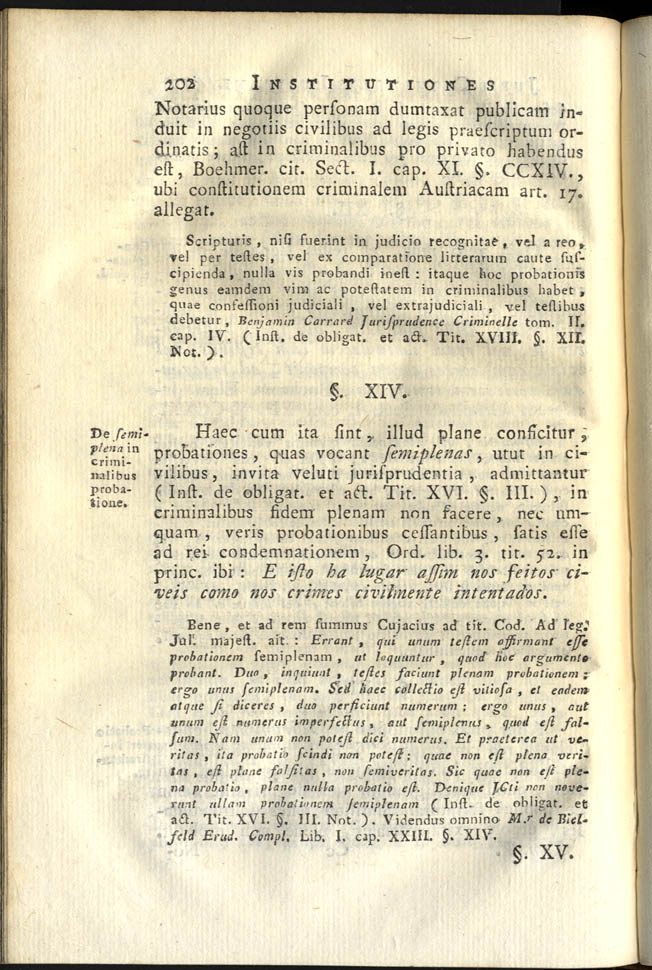 202 INSTITUTIONES
Notarius quoque perſonam dumtaxat publicam in-
duit in negotiis civilibus ad legis praeſcriptum or-
dinatis; aſt in criminalibus pro privato habendus
eſt, Boehmer. cit. Sect. I. cap. XI. §. CCXIV.,
ubi conſtitutionem criminalem Auſtriacam art. 17.
allegat.
Scripturis, niſi fuerint in judicio recognitae, vel a reo,
vel per teſtes, vel ex comparatione litterarum caute ſuſ-
cipienda, nulla vis probandi ineſt: itaque hoc probationis
genus eamdem vim ac poteſtatem in criminalibus habet,
quae confeſſioni judiciali, vel extrajudiciali, vel teſtibus
debetur, Benjamin Carrard Juriſprudence Criminelle tom. II.
cap. IV. (Inſt. de obligat. et act. Tit. XVIII. §. XII.
Not.).
§. XIV.
De ſemi-
plena in
crimi-
nalibus
proba-
tione.
Haec cum ita ſint, illud plane conficitur;
probationes, quas vocant ſemiplenas, utut in ci-
vilibus, invita veluti juriſprudentia, admittantur
(Inſt. de obligat. et act. Tit. XVI. §. III.), in
criminalibus fidem plenam non facere, nec um-
quam, veris probationibus ceſſantibus, ſatis eſſe
ad rei condemnationem, Ord. lib. 3. tit. 52. in
princ. ibi: E iſto ha lugar aſſim nos feitos ci-
veis como nos crimes civilmente intentados.
Bene, et ad rem ſummus Cujacius ad tit. Cod. Ad leg.
Jul. majeſt. ait.: Errant, qui unum teſtem affirmant eſſe
probationem ſemiplenam, ut loquuntur, quod hoc argumento
probant. Duo, inquiunt, teſtes faciunt plenam probationem:
ergo unus ſemiplenam. Sed haec collectio eſt vitioſa, et eadem
atque ſi diceres, duo perficiunt numerum: ergo unus, aut
unum eſt numerus imperfectus, aut ſemiplenus, quod eſt fal-
ſum. Nam unum non poteſt dici numerus. Et praeterea ut ve-
ritas, ita probatio ſcindi non poteſt: quae non eſt plena veri-
tas, eſt plane falſitas, non ſemiveritas. Sic quae non eſt ple-
na probatio, plane nulla probatio eſt. Denique JCti non nove-
runt ullam probationem ſemiplenam (Inſt. de obligat. et
act. Tit. XVI. §. III. Not.). Videndus omnino M.r de Biel-
feld Erud. Compl. Lib. I. cap. XXIII. §. XIV.
§. XV.